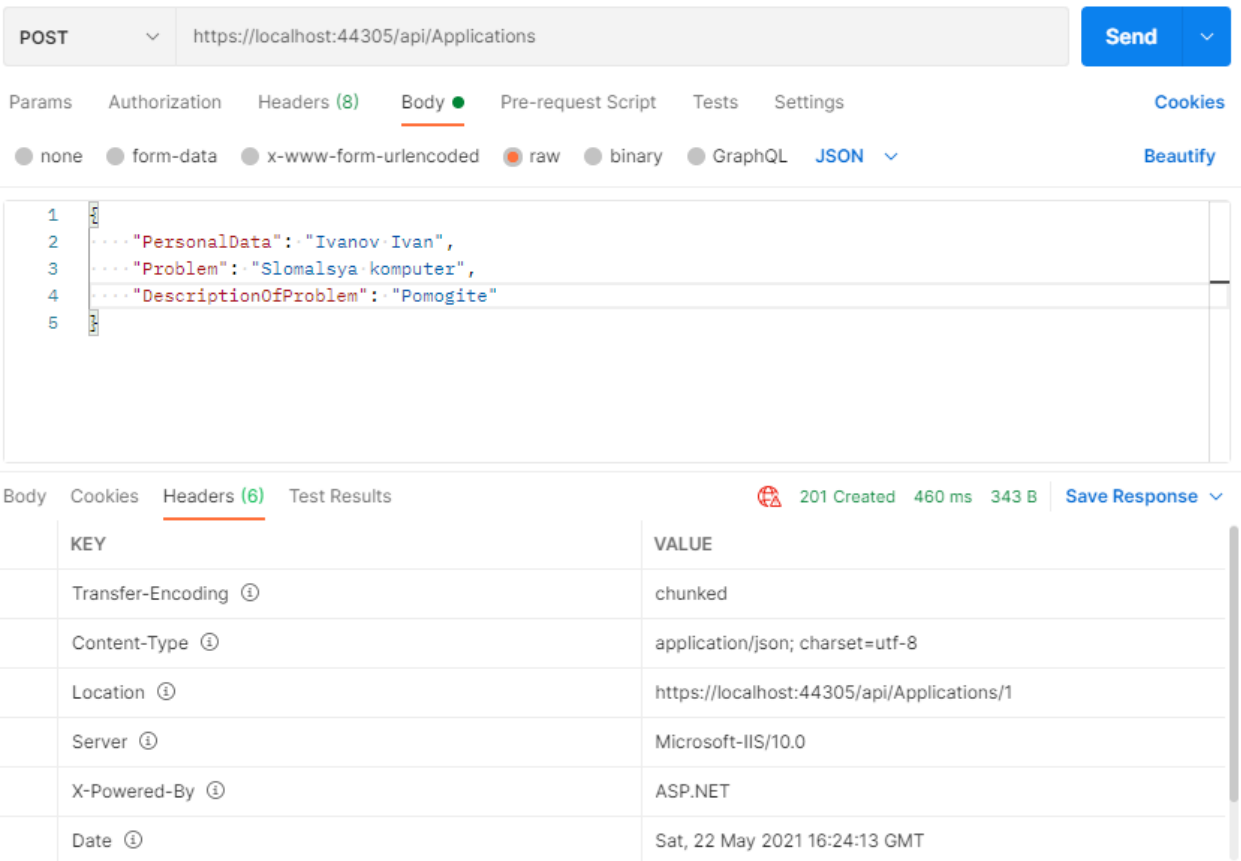 POST https://localhost:44305/api/Applications Send
Params Authorization Headers (8) Body Pre-request Script Tests Settings Cookies
none form-data x-www-form-urlencoded raw binary GraphQL JSON Beautify
1 {
2 "PersonalData": "Ivanov Ivan",
3 "Problem": "Slomalsya komputer",
4 "DescriptionOfProblem": "Pomogite"
5 }
Body Cookies Headers (6) Test Results 201 Created 460 ms 343 B Save Response
KEY VALUE
Transfer-Encoding chunked
Content-Type application/json; charset=utf-8
Location https://localhost:44305/api/Applications/1
Server Microsoft-IIS/10.0
X-Powered-By ASP.NET
Date Sat, 22 May 2021 16:24:13 GMT